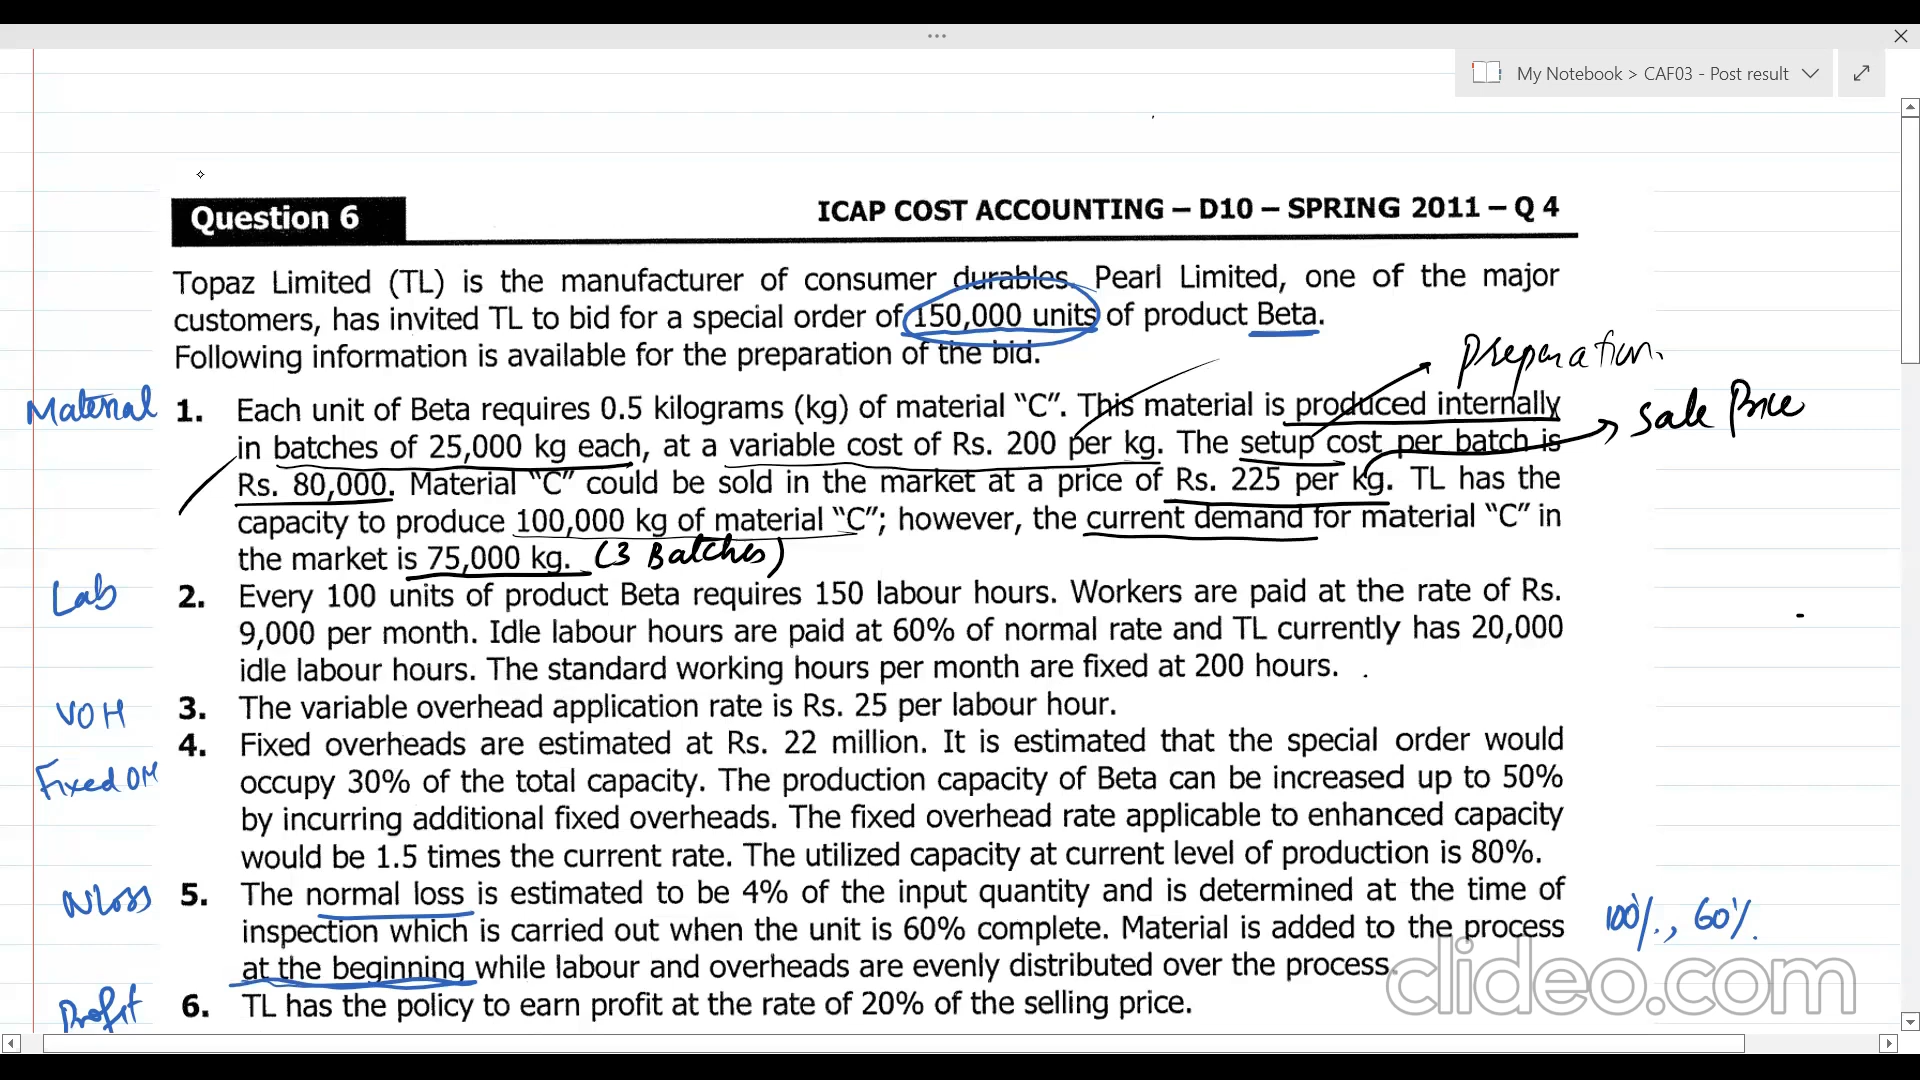 My Notebook > CAF03 - Post result
Question 6
ICAP COST ACCOUNTING – D10 – SPRING 2011 – Q 4
Topaz Limited (TL) is the manufacturer of consumer durables. Pearl Limited, one of the major
customers, has invited TL to bid for a special order of 150,000 units of product Beta.
Following information is available for the preparation of the bid.
Preparation.
Material
1. Each unit of Beta requires 0.5 kilograms (kg) of material “C”. This material is produced internally
Sale Price
in batches of 25,000 kg each, at a variable cost of Rs. 200 per kg. The setup cost per batch is
Rs. 80,000. Material “C” could be sold in the market at a price of Rs. 225 per kg. TL has the
capacity to produce 100,000 kg of material “C”; however, the current demand for material “C” in
the market is 75,000 kg. (3 Batches)
Lab
2. Every 100 units of product Beta requires 150 labour hours. Workers are paid at the rate of Rs.
9,000 per month. Idle labour hours are paid at 60% of normal rate and TL currently has 20,000
idle labour hours. The standard working hours per month are fixed at 200 hours.
VOH
3. The variable overhead application rate is Rs. 25 per labour hour.
Fixed OH
4. Fixed overheads are estimated at Rs. 22 million. It is estimated that the special order would
occupy 30% of the total capacity. The production capacity of Beta can be increased up to 50%
by incurring additional fixed overheads. The fixed overhead rate applicable to enhanced capacity
would be 1.5 times the current rate. The utilized capacity at current level of production is 80%.
NLoss
5. The normal loss is estimated to be 4% of the input quantity and is determined at the time of
100%, 60%.
inspection which is carried out when the unit is 60% complete. Material is added to the process
at the beginning while labour and overheads are evenly distributed over the process.
clideo.com
Profit
6. TL has the policy to earn profit at the rate of 20% of the selling price.